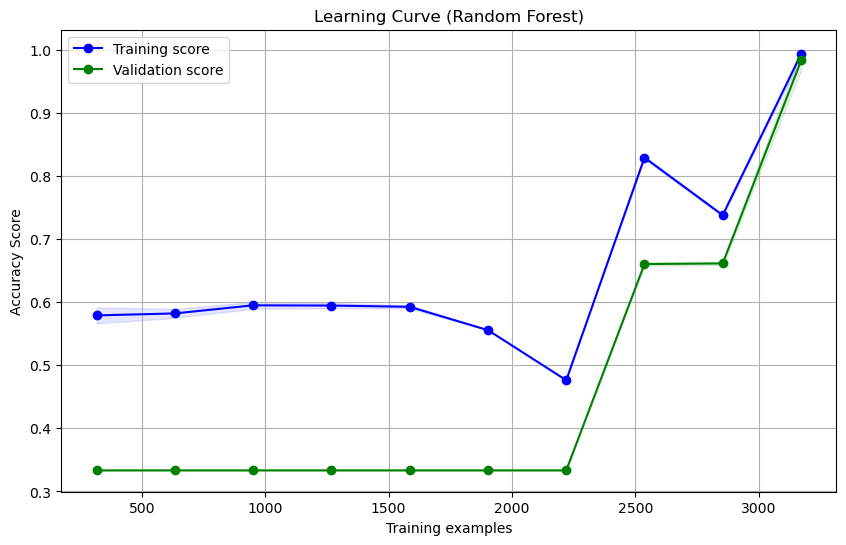 Learning Curve (Random Forest)
Training score
Validation score
Accuracy Score
1.0
0.9
0.8
0.7
0.6
0.5
0.4
0.3
500
1000
1500
2000
2500
3000
Training examples